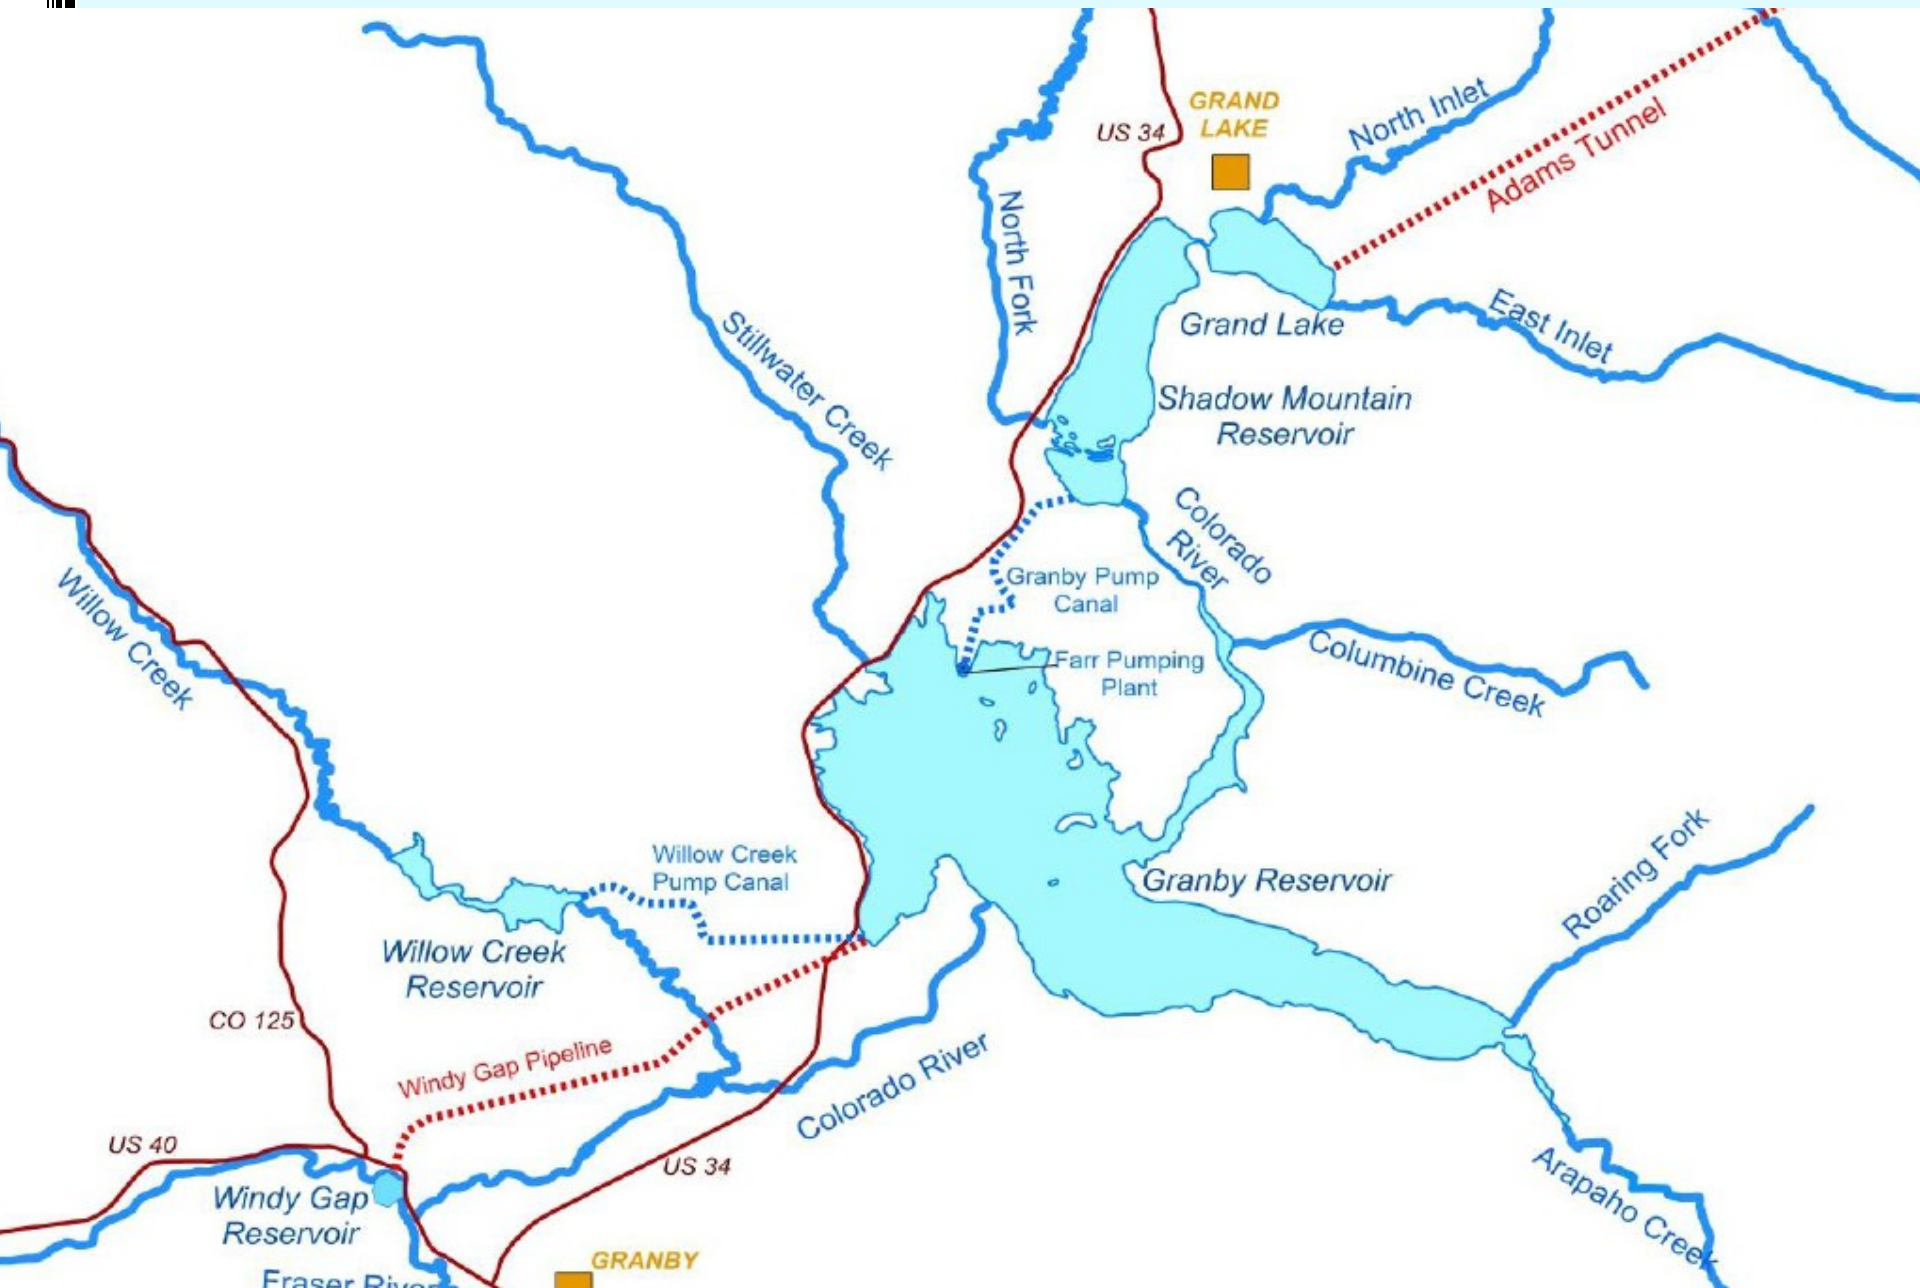 GRAND
LAKE
US 34
North Inlet
Adams Tunnel
North Fork
Grand Lake
East Inlet
Stillwater Creek
Shadow Mountain
Reservoir
Colorado
River
Granby Pump
Canal
Willow Creek
Columbine Creek
Farr Pumping
Plant
Willow Creek
Pump Canal
Granby Reservoir
Roaring Fork
Willow Creek
Reservoir
CO 125
Windy Gap Pipeline
Colorado River
US 40
US 34
Arapaho Creek
Windy Gap
Reservoir
GRANBY
Fraser River